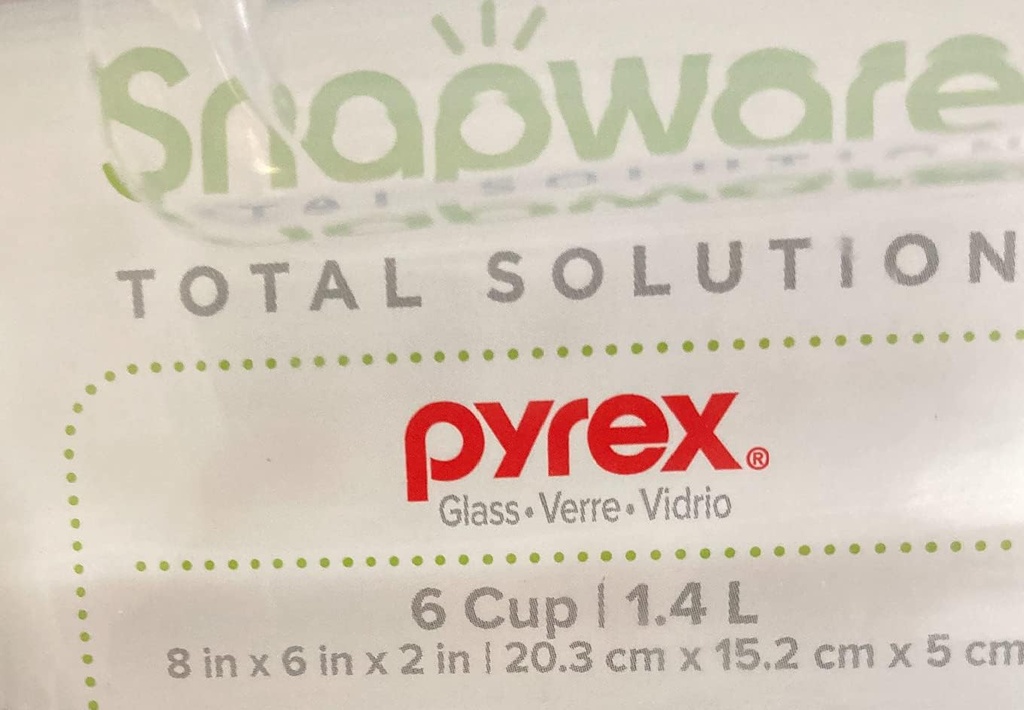 Snapware
TOTAL SOLUTION
pyrex®
Glass • Verre • Vidrio
6 Cup | 1.4 L
8 in x 6 in x 2 in | 20.3 cm x 15.2 cm x 5 cm